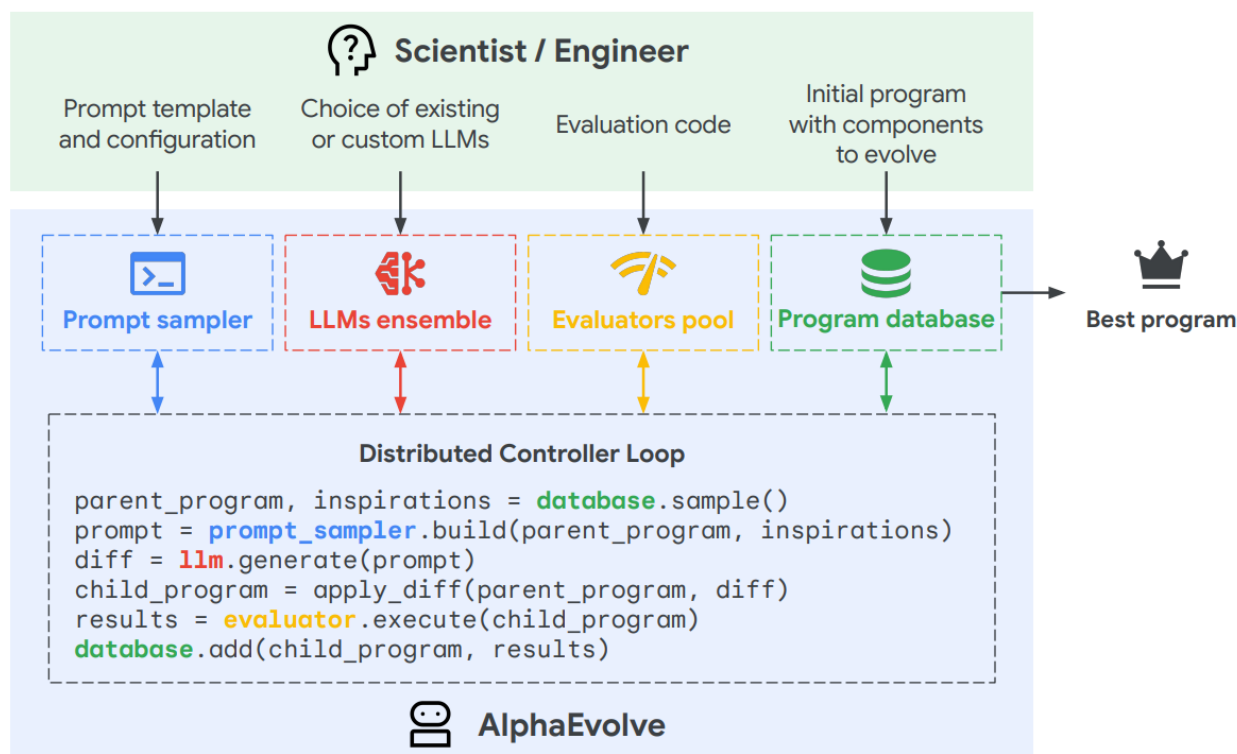 Scientist / Engineer
Prompt template
and configuration
Choice of existing
or custom LLMs
Evaluation code
Initial program
with components
to evolve
Prompt sampler
LLMs ensemble
Evaluators pool
Program database
Best program
Distributed Controller Loop
parent_program, inspirations = database.sample()
prompt = prompt_sampler.build(parent_program, inspirations)
diff = llm.generate(prompt)
child_program = apply_diff(parent_program, diff)
results = evaluator.execute(child_program)
database.add(child_program, results)
AlphaEvolve